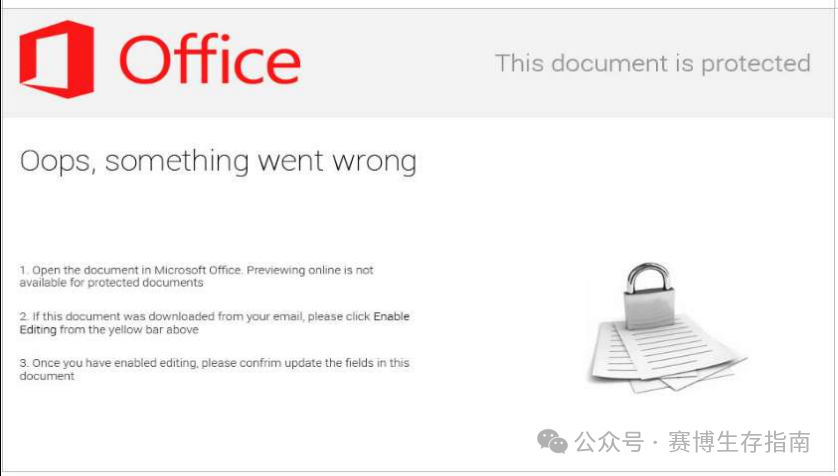 Office
This document is protected
Oops, something went wrong
1. Open the document in Microsoft Office. Previewing online is not
available for protected documents
2. If this document was downloaded from your email, please click Enable
Editing from the yellow bar above
3. Once you have enabled editing, please confrim update the fields in this
document
公众号 · 赛博生存指南